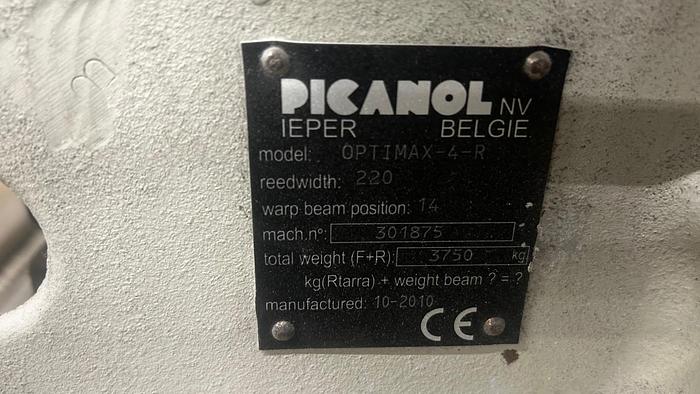 PICANOL NV
IEPER BELGIE
model: OPTIMAX-4-R
reedwidth: 220
warp beam position: 14
mach.nº: 301875
total weight (F+R): 3750 kg
kg(Rtarra) + weight beam ? = ?
manufactured: 10-2010
CE